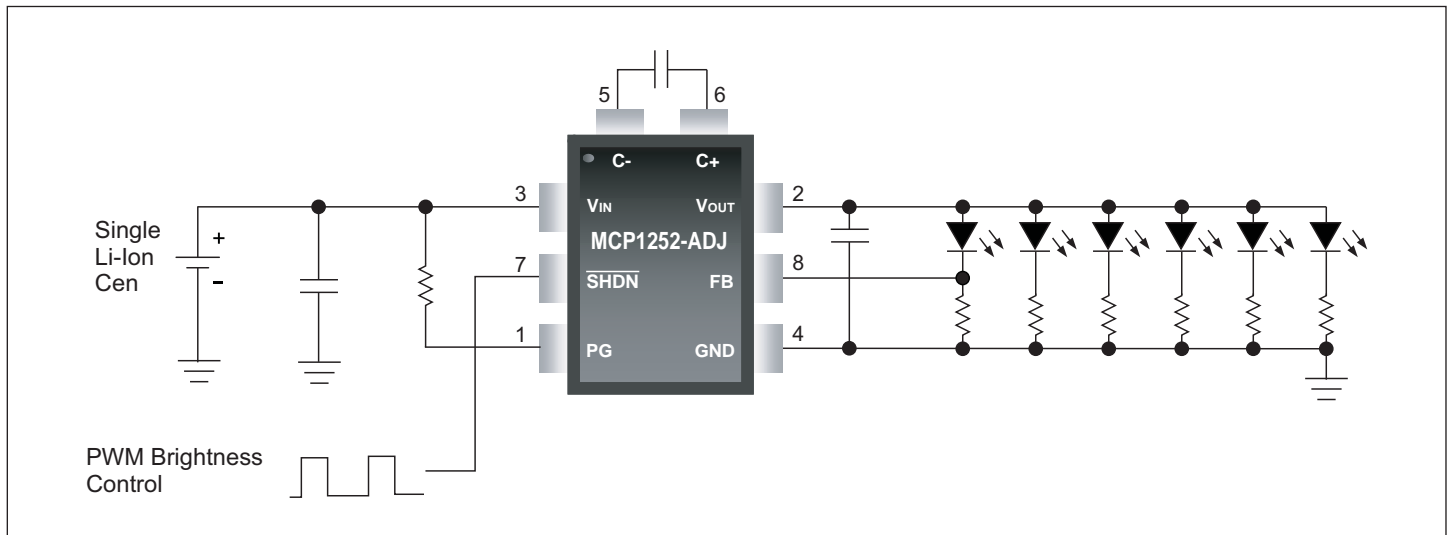 5 6
C- C+
3 2
VIN VOUT
MCP1252-ADJ
Single
Li-Ion
Cen
+
-
7 8
SHDN FB
1 4
PG GND
PWM Brightness
Control